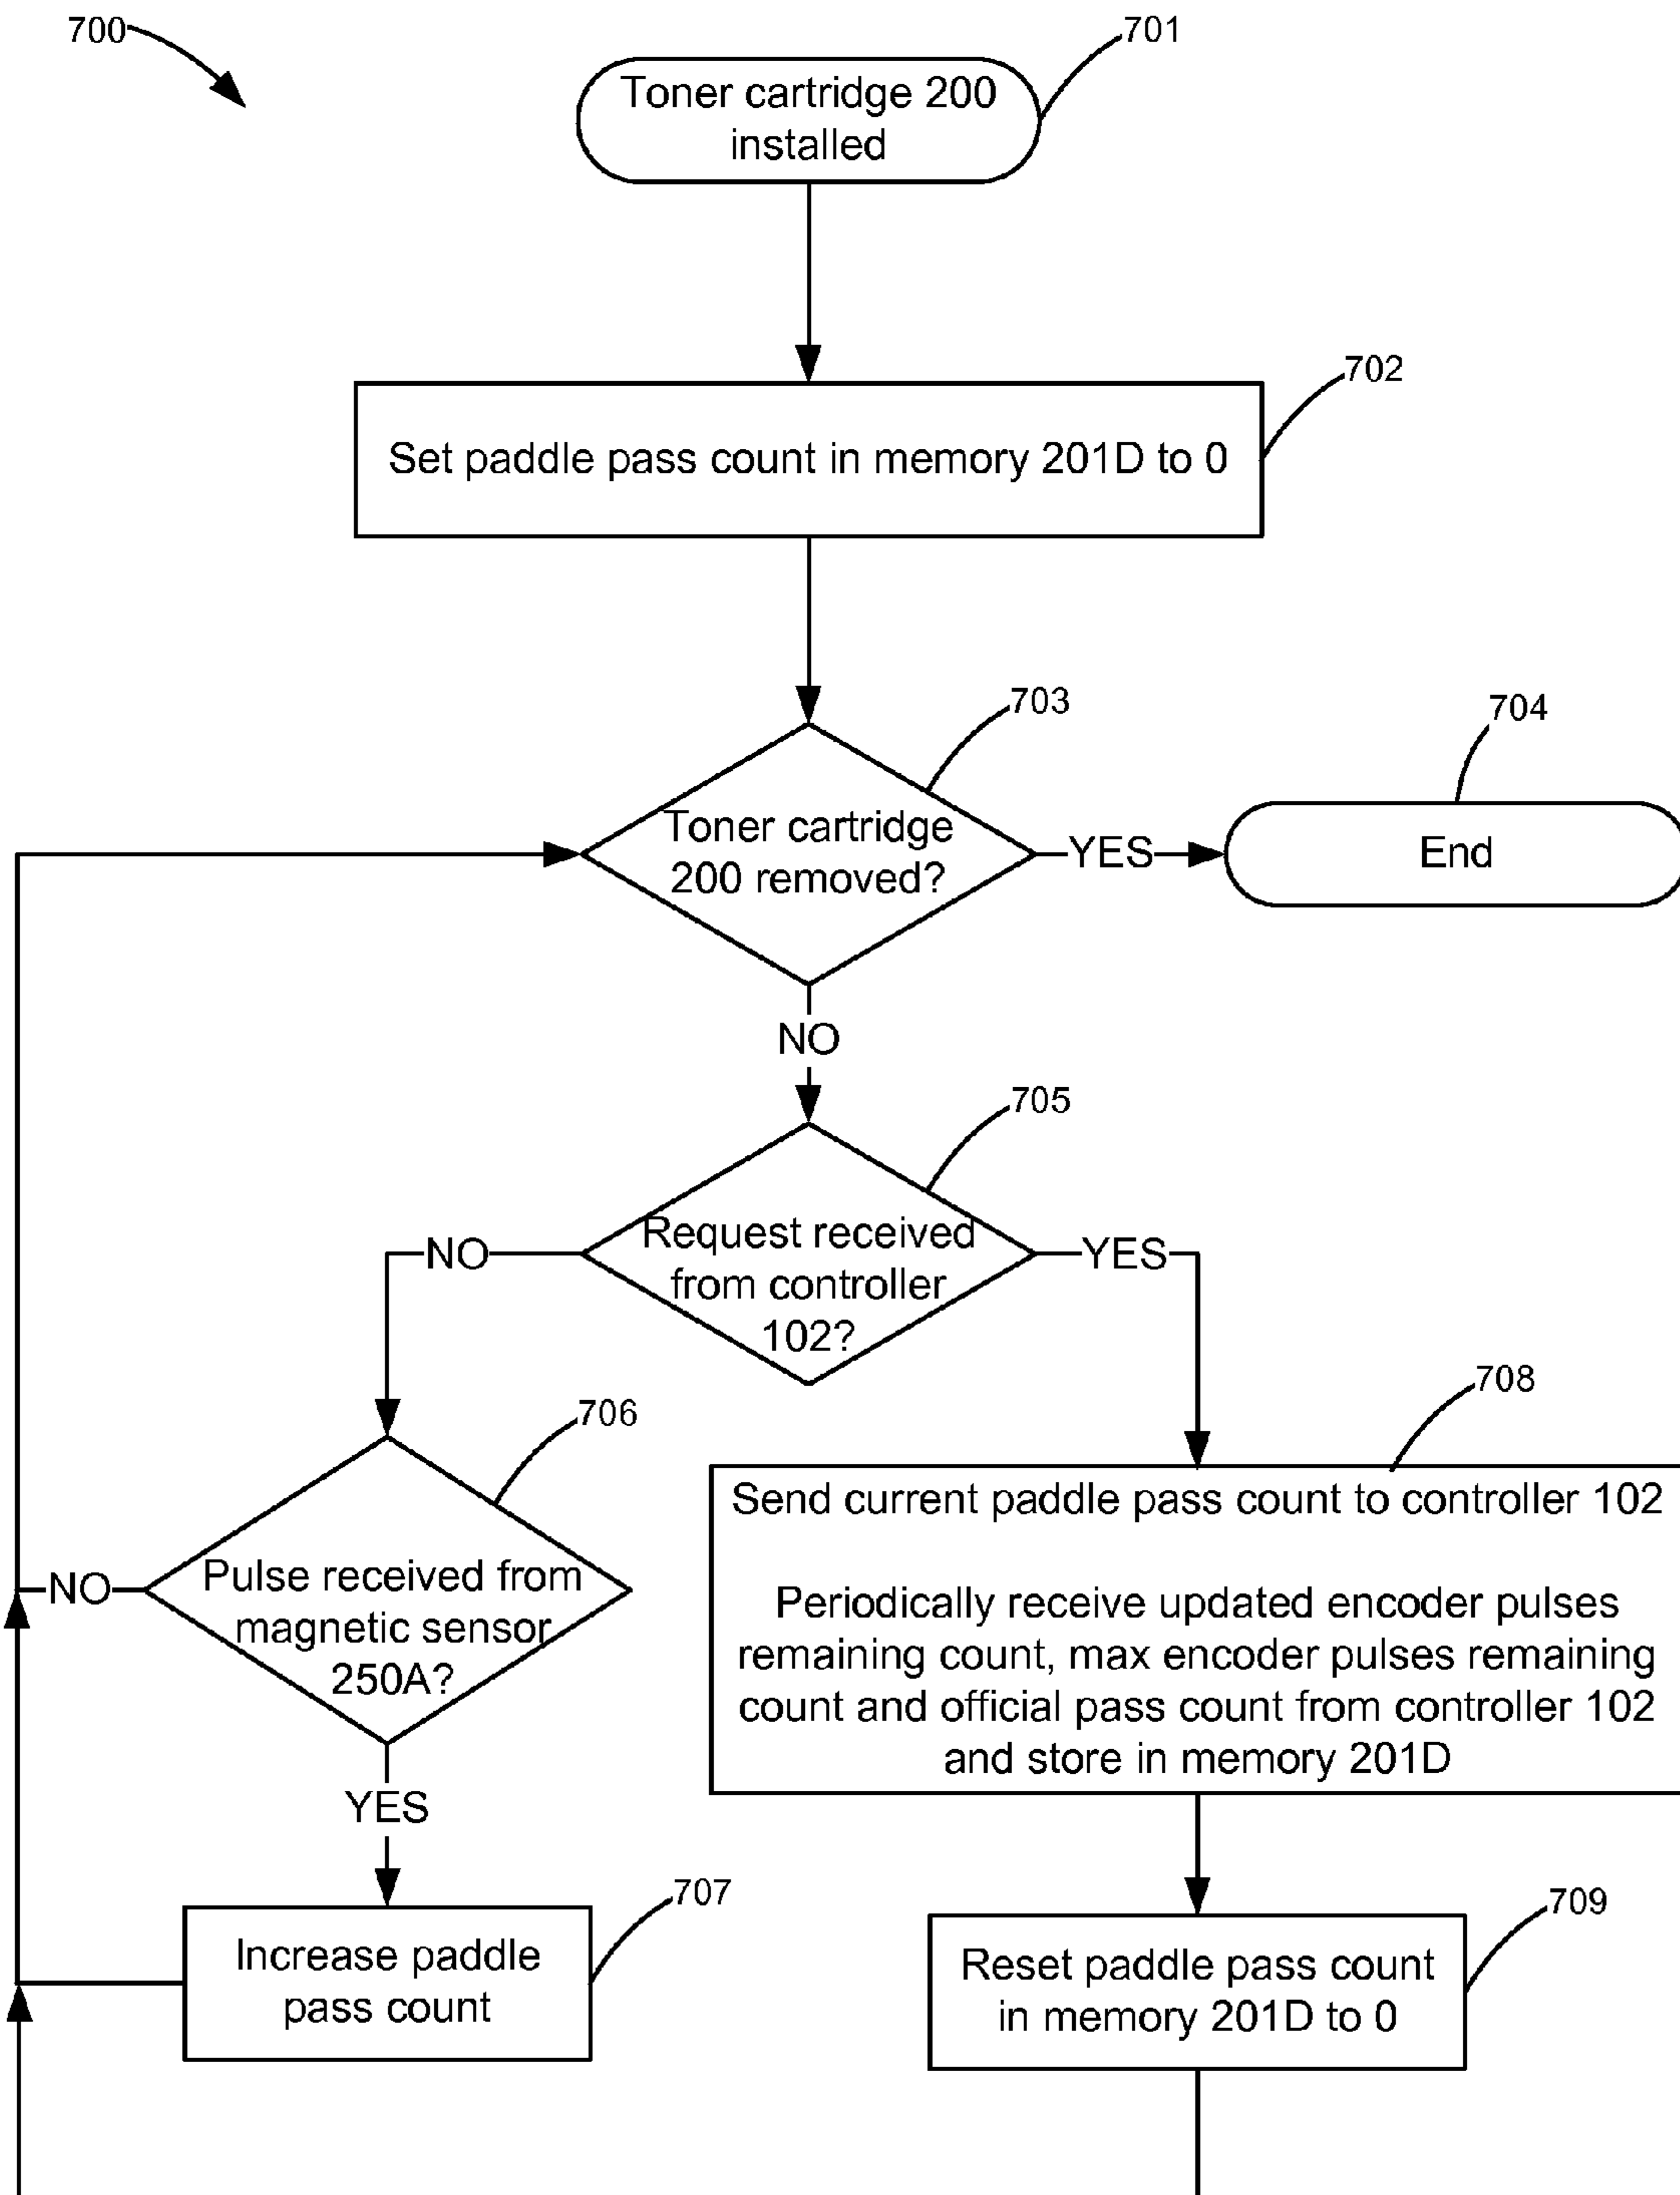 700
701
Toner cartridge 200
installed
702
Set paddle pass count in memory 201D to 0
703
704
Toner cartridge
200 removed?
YES
End
NO
705
Request received
from controller
102?
NO
YES
706
708
Pulse received from
magnetic sensor
250A?
NO
Send current paddle pass count to controller 102
Periodically receive updated encoder pulses
remaining count, max encoder pulses remaining
count and official pass count from controller 102
and store in memory 201D
YES
707
709
Increase paddle
pass count
Reset paddle pass count
in memory 201D to 0